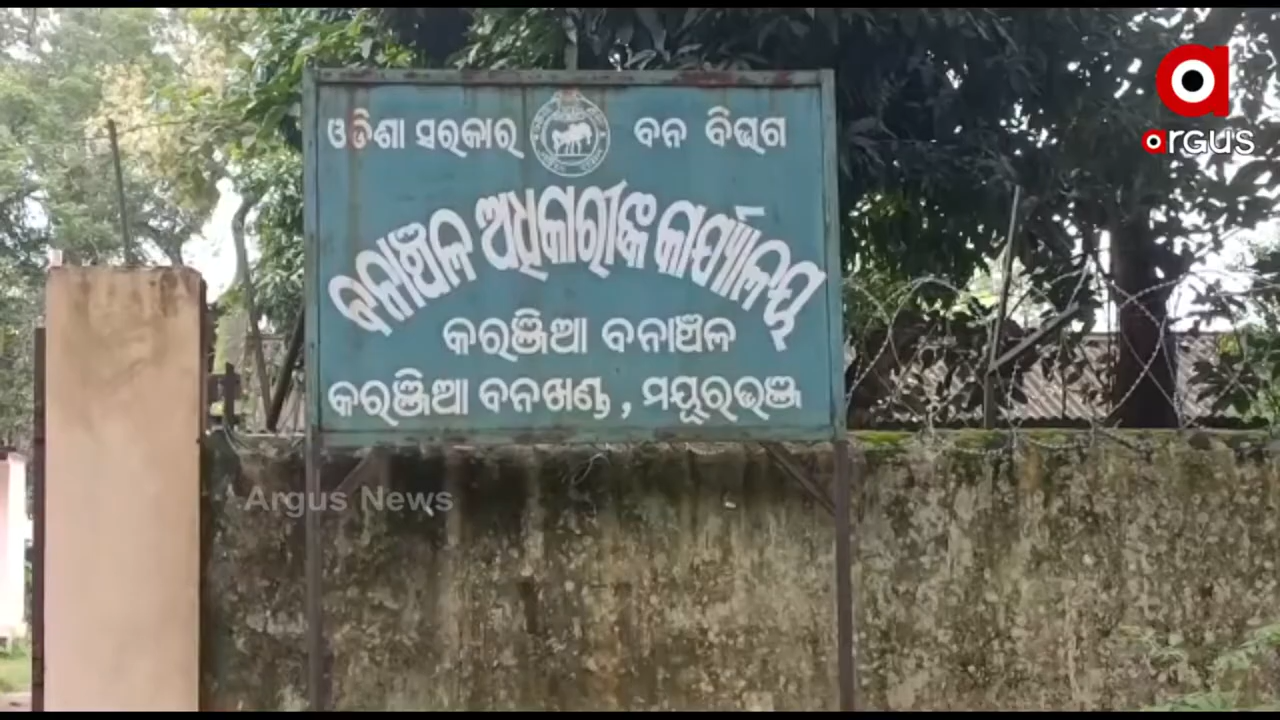 ଓଡିଶା ସରକାର ବନ ବିଭାଗ
ବନାଞ୍ଚଳ ଅଧିକାରୀଙ୍କ କାର୍ଯ୍ୟାଳୟ
କରଞ୍ଜିଆ ବନାଞ୍ଚଳ
କରଞ୍ଜିଆ ବନଖଣ୍ଡ, ମୟୂରଭଞ୍ଜ
argus
Argus News